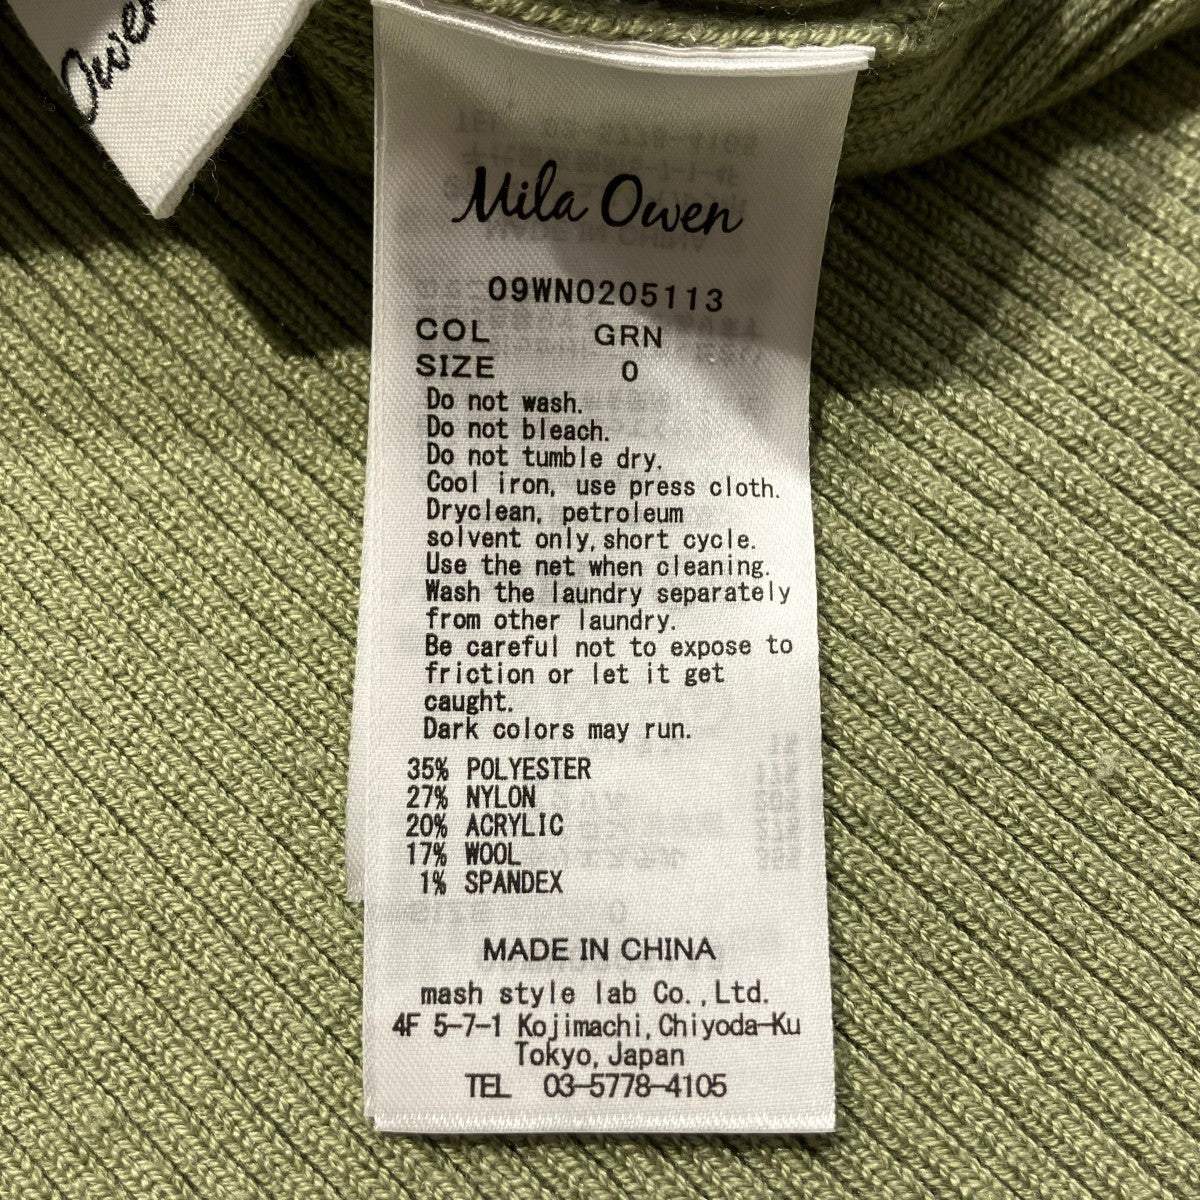 Owen
Mila Owen
09WN0205113
COL GRN
SIZE 0
Do not wash.
Do not bleach.
Do not tumble dry.
Cool iron, use press cloth.
Dryclean, petroleum
solvent only,short cycle.
Use the net when cleaning.
Wash the laundry separately
from other laundry.
Be careful not to expose to
friction or let it get
caught.
Dark colors may run.
35% POLYESTER
27% NYLON
20% ACRYLIC
17% WOOL
1% SPANDEX
MADE IN CHINA
mash style lab Co.,Ltd.
4F 5-7-1 Kojimachi,Chiyoda-Ku
Tokyo,Japan
TEL 03-5778-4105